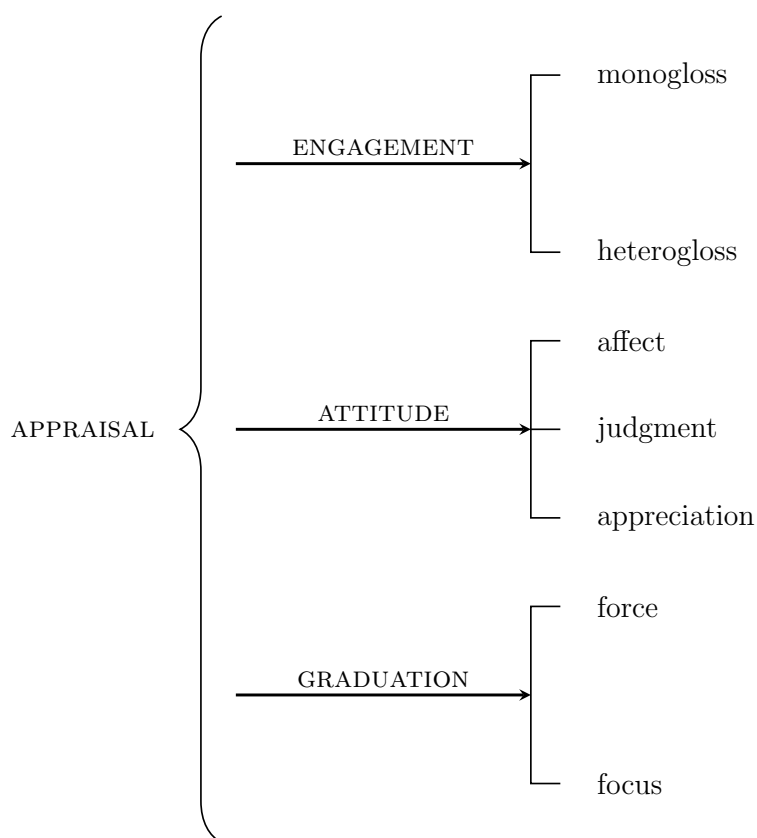 APPRAISAL
ENGAGEMENT
monogloss
heterogloss
ATTITUDE
affect
judgment
appreciation
GRADUATION
force
focus